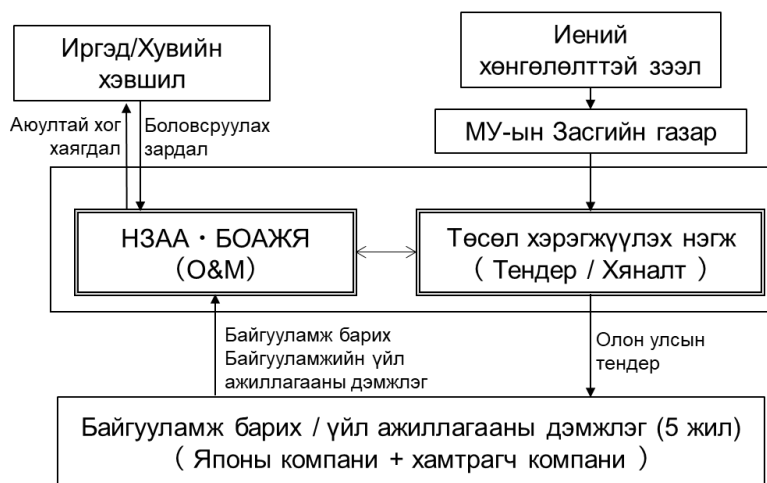 Иргэд/Хувийн
хэвшил
Иений
хөнгөлөлттэй зээл
Аюултай хог
хаягдал
Боловсруулах
зардал
МУ-ын Засгийн газар
НЗАА・БОАЖЯ
(O&M)
Төсөл хэрэгжүүлэх нэгж
( Тендер / Хяналт )
Байгууламж барих
Байгууламжийн үйл
ажиллагааны дэмжлэг
Олон улсын
тендер
Байгууламж барих / үйл ажиллагааны дэмжлэг (5 жил)
( Японы компани + хамтрагч компани )